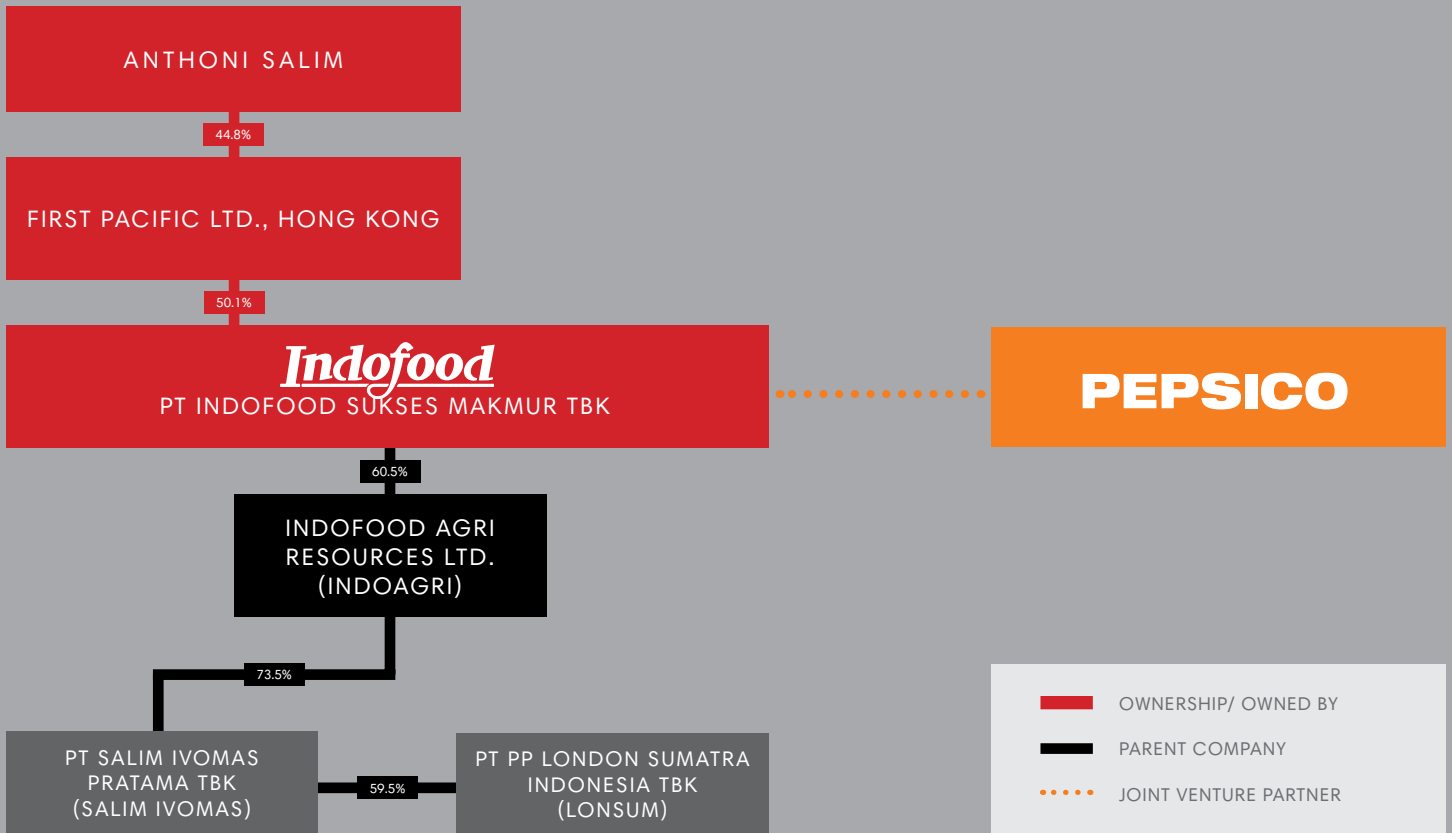 ANTHONI SALIM
44.8%
FIRST PACIFIC LTD., HONG KONG
50.1%
Indofood
PT INDOFOOD SUKSES MAKMUR TBK
PEPSICO
60.5%
INDOFOOD AGRI
RESOURCES LTD.
(INDOAGRI)
73.5%
PT SALIM IVOMAS
PRATAMA TBK
(SALIM IVOMAS)
59.5%
PT PP LONDON SUMATRA
INDONESIA TBK
(LONSUM)
OWNERSHIP/ OWNED BY
PARENT COMPANY
JOINT VENTURE PARTNER